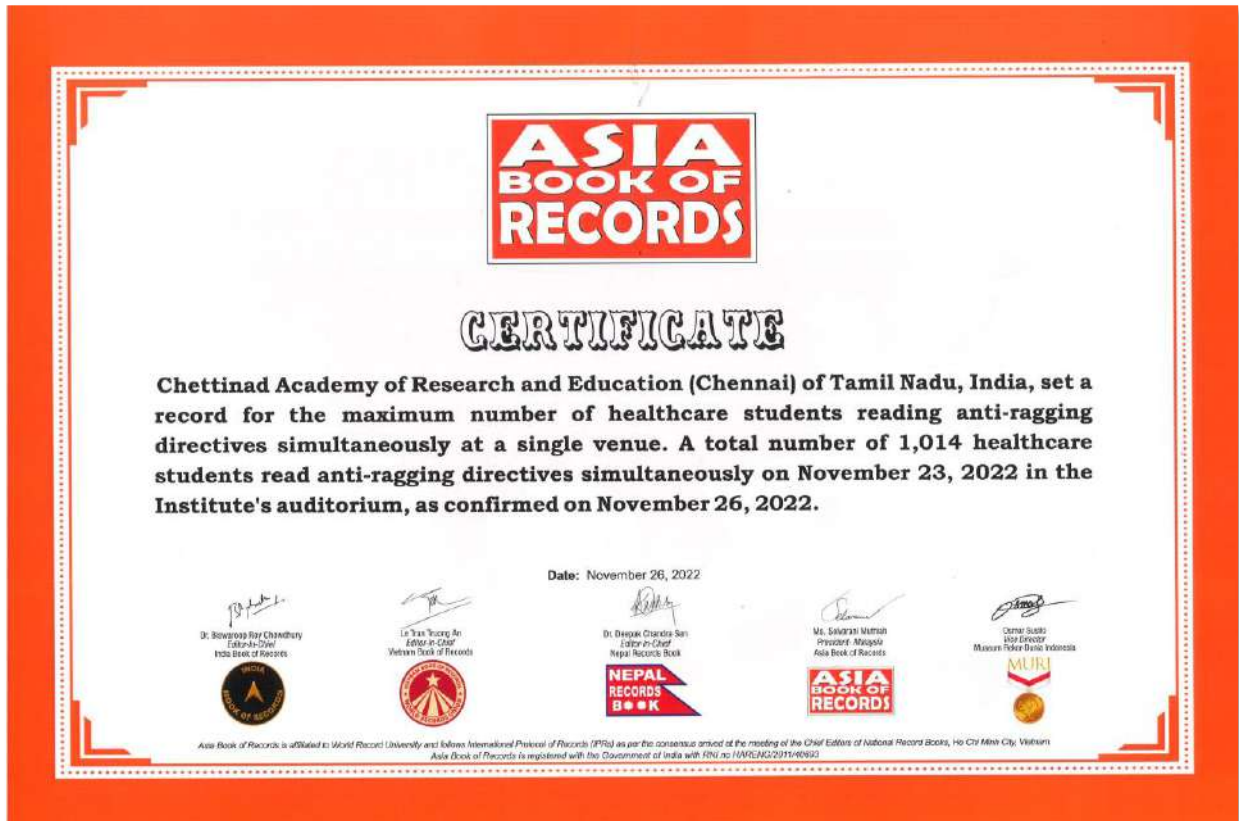 ASIA
BOOK OF
RECORDS
CERTIFICATE
Chettinad Academy of Research and Education (Chennai) of Tamil Nadu, India, set a
record for the maximum number of healthcare students reading anti-ragging
directives simultaneously at a single venue. A total number of 1,014 healthcare
students read anti-ragging directives simultaneously on November 23, 2022 in the
Institute's auditorium, as confirmed on November 26, 2022.
Date: November 26, 2022
Dr. Biswaroop Roy Chowdhury
Editor-In-Chief
India Book of Records
INDIA
BOOK OF RECORDS
Le Tran Truong An
Editor-in-Chief
Vietnam Book of Records
Dr. Deepak Chandra Sen
Editor-in-Chief
Nepal Records Book
NEPAL
RECORDS
BOOK
Ms. Selvarani Muthiah
President- Malaysia
Asia Book of Records
ASIA
BOOK OF
RECORDS
Osmar Susilo
Vice Director
Museum Rekor Dunia Indonesia
MURI
Asia Book of Records is affiliated to World Record University and follows International Protocol of Records (IPRs) as per the consensus arrived at the meeting of the Chief Editors of National Record Books, Ho Chi Minh City, Vietnam
Asia Book of Records is registered with the Government of India with RNI no